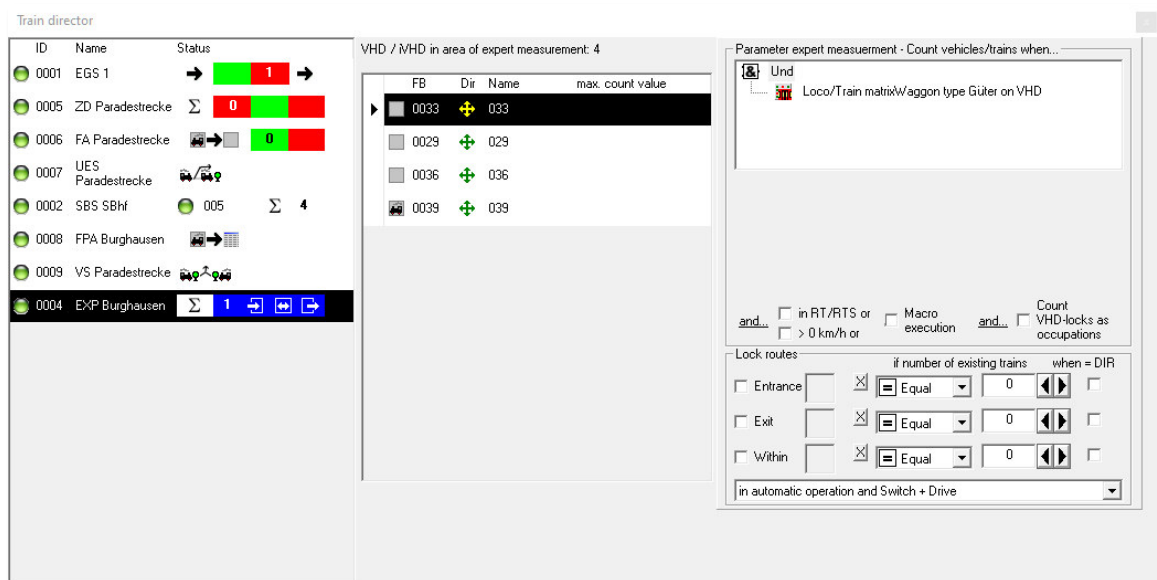 Train director
x
ID Name Status
0001 EGS 1 1
0005 ZD Paradestrecke Σ 0
0006 FA Paradestrecke 0
0007 UES
Paradestrecke
0002 SBS SBhf 005 Σ 4
0008 FPA Burghausen
0009 VS Paradestrecke
0004 EXP Burghausen Σ 1
VHD / iVHD in area of expert measurement: 4
FB Dir Name max. count value
0033 033
0029 029
0036 036
0039 039
Parameter expert measuerment - Count vehicles/trains when...
& Und
Loco/Train matrix\Waggon type Güter on VHD
and... in RT/RTS or
> 0 km/h or
Macro
execution
and... Count
VHD-locks as
occupations
Lock routes
if number of existing trains when = DIR
Entrance X = Equal 0
Exit X = Equal 0
Within X = Equal 0
in automatic operation and Switch + Drive